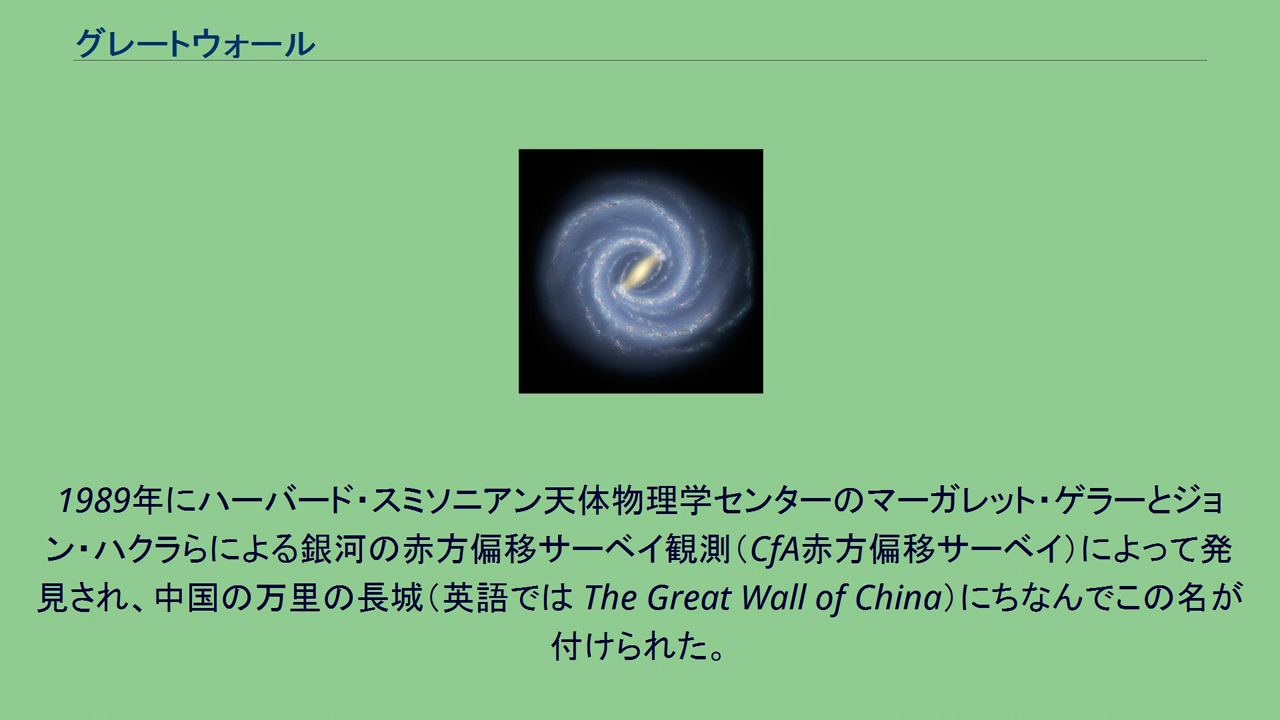 グレートウォール
1989年にハーバード・スミソニアン天体物理学センターのマーガレット・ゲラーとジョ
ン・ハクラらによる銀河の赤方偏移サーベイ観測（CfA赤方偏移サーベイ）によって発
見され、中国の万里の長城（英語では The Great Wall of China）にちなんでこの名が
付けられた。